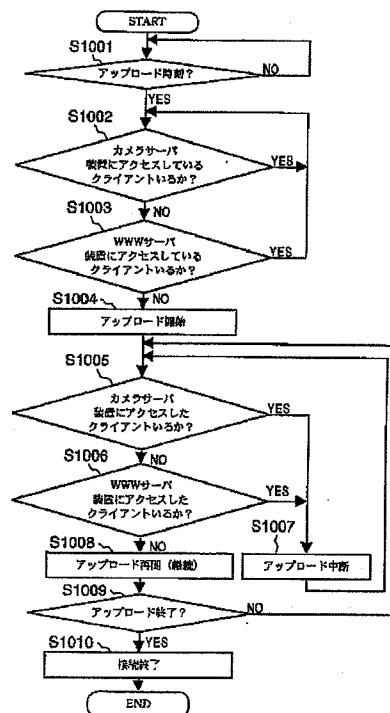 START
S1001
アップロード時刻?
NO
YES
S1002
カメラサーバ
装置にアクセスしている
クライアントいるか?
YES
S1003
NO
WWWサーバ
装置にアクセスしている
クライアントいるか?
YES
S1004
NO
アップロード開始
S1005
カメラサーバ
装置にアクセスした
クライアントいるか?
YES
S1006
NO
WWWサーバ
装置にアクセスした
クライアントいるか?
YES
S1007
S1008
NO
アップロード再開(継続)
アップロード中断
S1009
アップロード終了?
NO
S1010
YES
接続終了
END